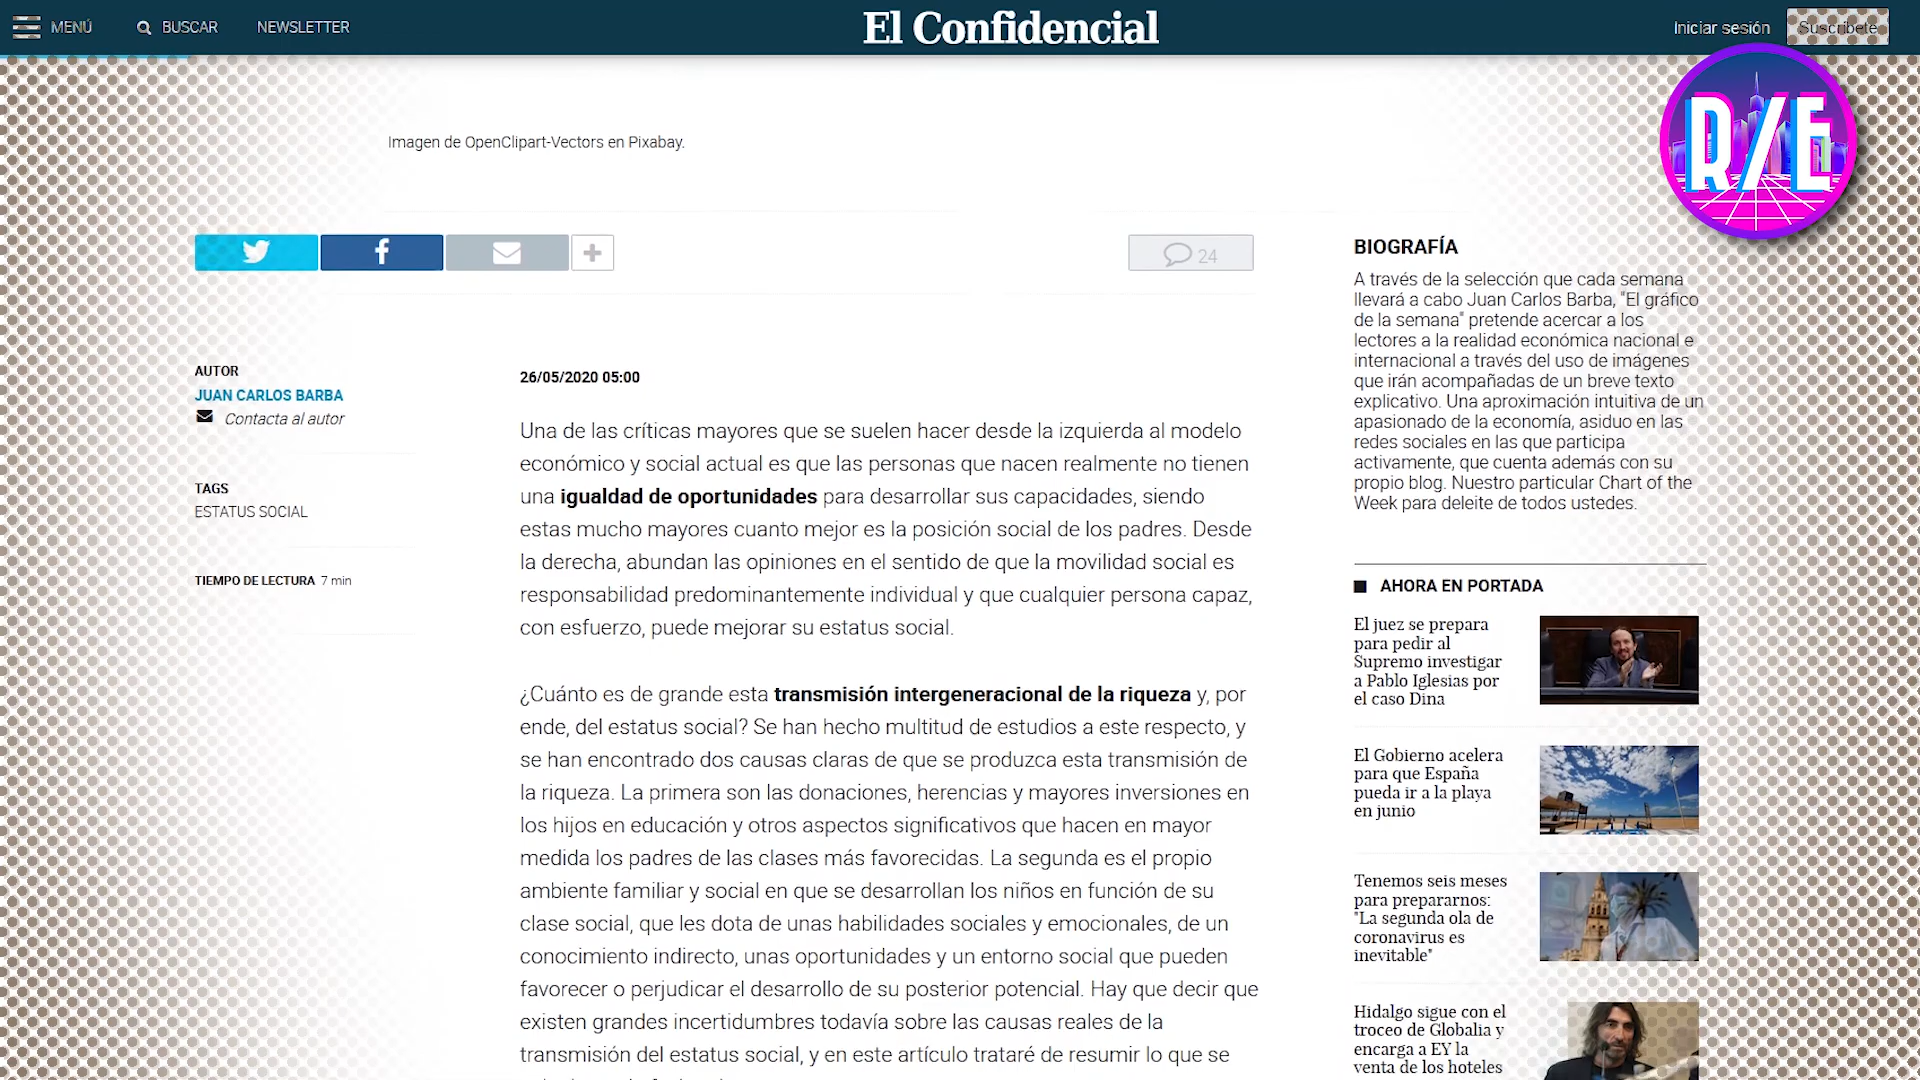 MENÚ
BUSCAR
NEWSLETTER
El Confidencial
Iniciar sesión
Suscríbete
R/E
Imagen de OpenClipart-Vectors en Pixabay.
24
AUTOR
JUAN CARLOS BARBA
Contacta al autor
TAGS
ESTATUS SOCIAL
TIEMPO DE LECTURA 7 min
26/05/2020 05:00
Una de las críticas mayores que se suelen hacer desde la izquierda al modelo
económico y social actual es que las personas que nacen realmente no tienen
una igualdad de oportunidades para desarrollar sus capacidades, siendo
estas mucho mayores cuanto mejor es la posición social de los padres. Desde
la derecha, abundan las opiniones en el sentido de que la movilidad social es
responsabilidad predominantemente individual y que cualquier persona capaz,
con esfuerzo, puede mejorar su estatus social.
¿Cuánto es de grande esta transmisión intergeneracional de la riqueza y, por
ende, del estatus social? Se han hecho multitud de estudios a este respecto, y
se han encontrado dos causas claras de que se produzca esta transmisión de
la riqueza. La primera son las donaciones, herencias y mayores inversiones en
los hijos en educación y otros aspectos significativos que hacen en mayor
medida los padres de las clases más favorecidas. La segunda es el propio
ambiente familiar y social en que se desarrollan los niños en función de su
clase social, que les dota de unas habilidades sociales y emocionales, de un
conocimiento indirecto, unas oportunidades y un entorno social que pueden
favorecer o perjudicar el desarrollo de su posterior potencial. Hay que decir que
existen grandes incertidumbres todavía sobre las causas reales de la
transmisión del estatus social, y en este artículo trataré de resumir lo que se
BIOGRAFÍA
A través de la selección que cada semana
llevará a cabo Juan Carlos Barba, "El gráfico
de la semana" pretende acercar a los
lectores a la realidad económica nacional e
internacional a través del uso de imágenes
que irán acompañadas de un breve texto
explicativo. Una aproximación intuitiva de un
apasionado de la economía, asiduo en las
redes sociales en las que participa
activamente, que cuenta además con su
propio blog. Nuestro particular Chart of the
Week para deleite de todos ustedes.
AHORA EN PORTADA
El juez se prepara
para pedir al
Supremo investigar
a Pablo Iglesias por
el caso Dina
El Gobierno acelera
para que España
pueda ir a la playa
en junio
Tenemos seis meses
para prepararnos:
"La segunda ola de
coronavirus es
inevitable"
Hidalgo sigue con el
troceo de Globalia y
encarga a EY la
venta de los hoteles